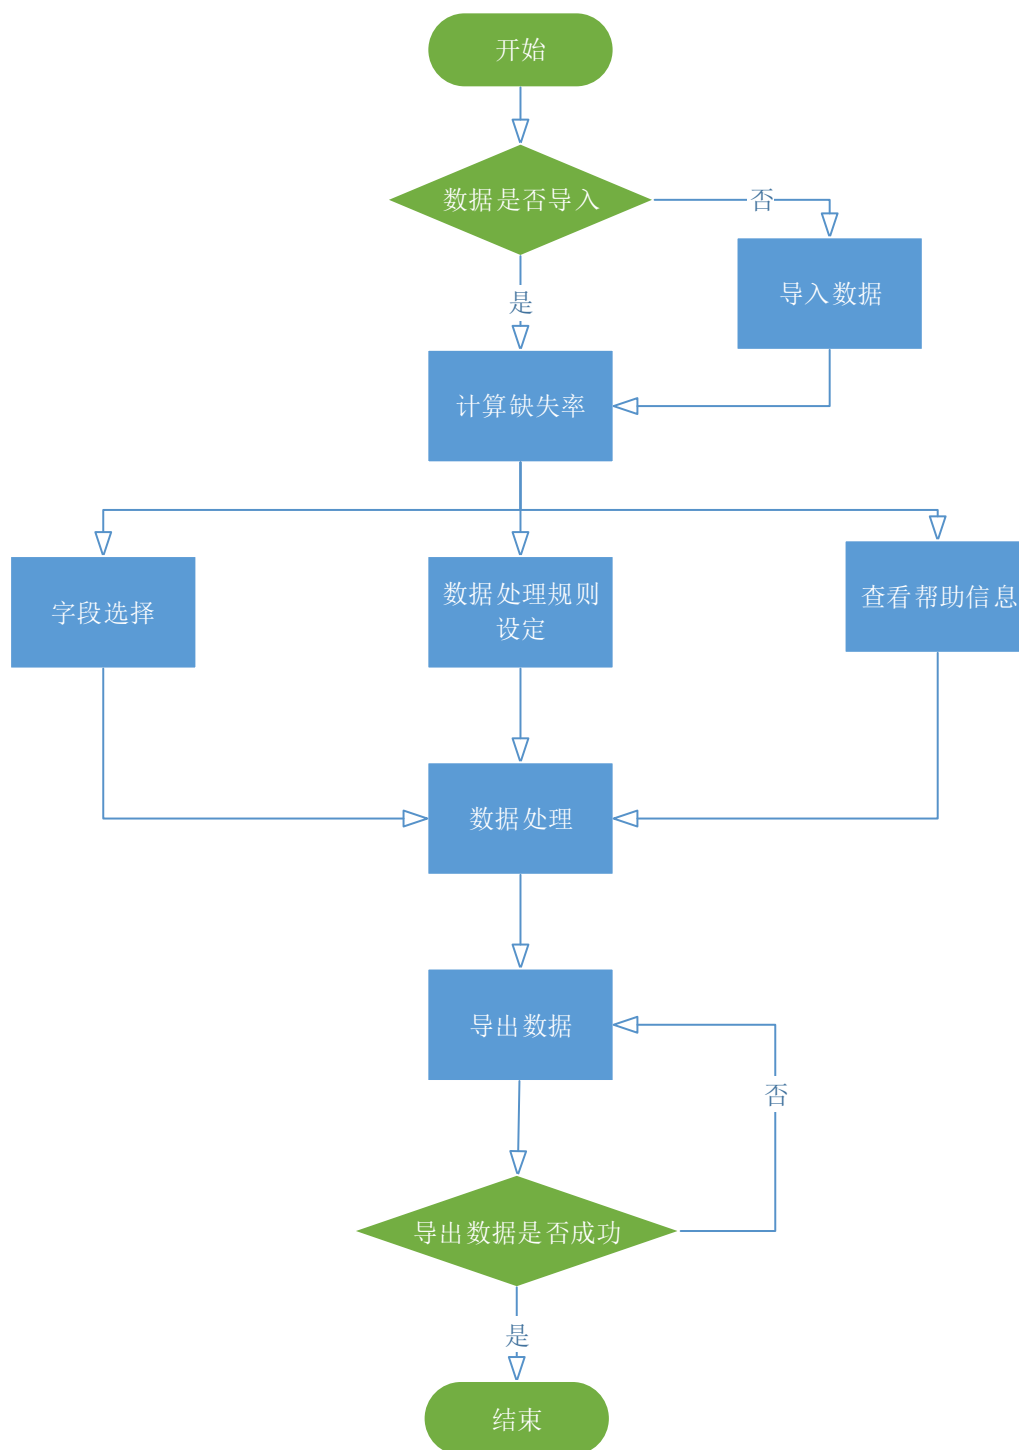 开始
数据是否导入
否
导入数据
是
计算缺失率
字段选择
数据处理规则
设定
查看帮助信息
数据处理
导出数据
否
导出数据是否成功
是
结束